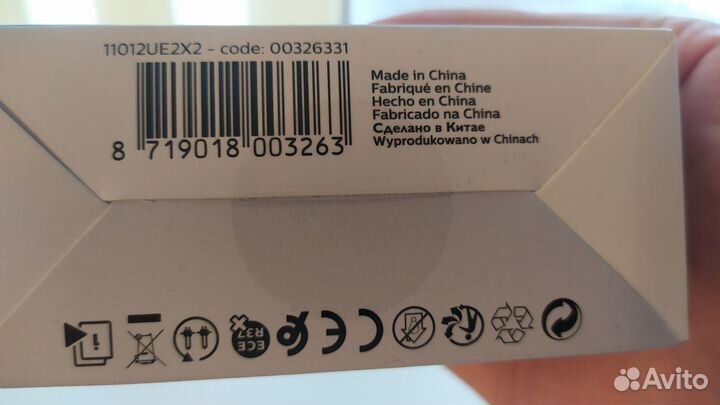 11012UE2X2 - code: 00326331
8 719018 003263
Made in China
Fabriqué en Chine
Hecho en China
Fabricado na China
Сделано в Китае
Wyprodukowano w Chinach
i
ECE
R37
CE
Avito